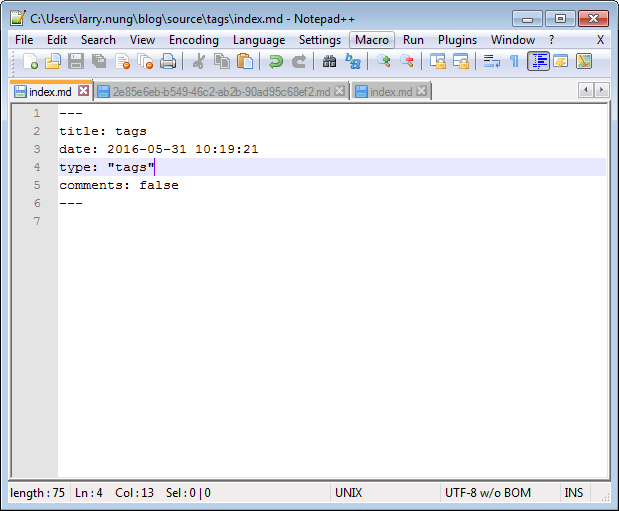 C:\Users\larry.nung\blog\source\tags\index.md - Notepad++
File Edit Search View Encoding Language Settings Macro Run Plugins Window ? X
index.md 2e85e6eb-b549-46c2-ab2b-90ad95c68ef2.md index.md
1 ---
2 title: tags
3 date: 2016-05-31 10:19:21
4 type: "tags"
5 comments: false
6 ---
7
length : 75 Ln : 4 Col : 13 Sel : 0 | 0 UNIX UTF-8 w/o BOM INS